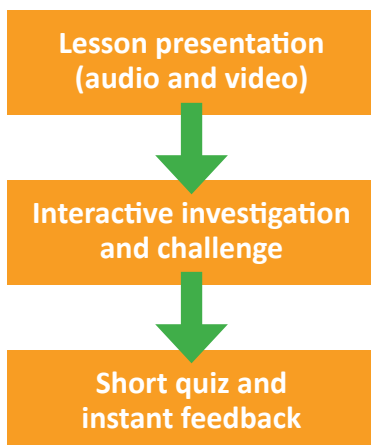 Lesson presentation
(audio and video)
Interactive investigation
and challenge
Short quiz and
instant feedback